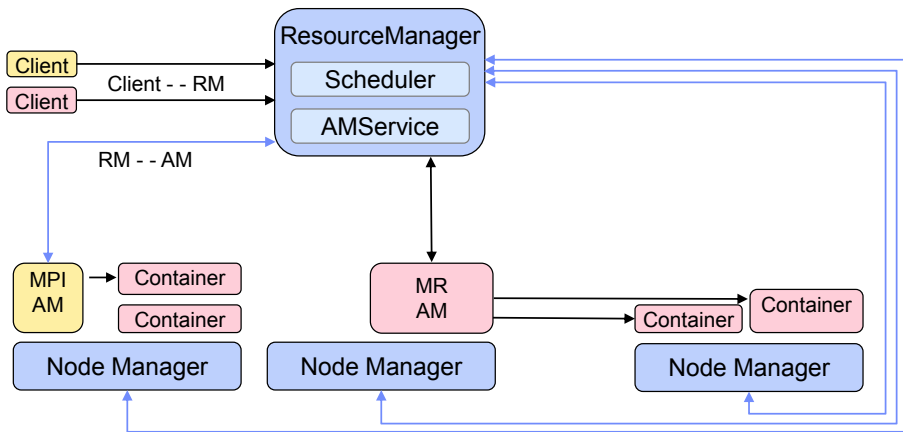 ResourceManager
Client
Scheduler
Client - - RM
Client
AMService
RM - - AM
MPI
AM
Container
Container
MR
AM
Container
Container
Node Manager
Node Manager
Node Manager